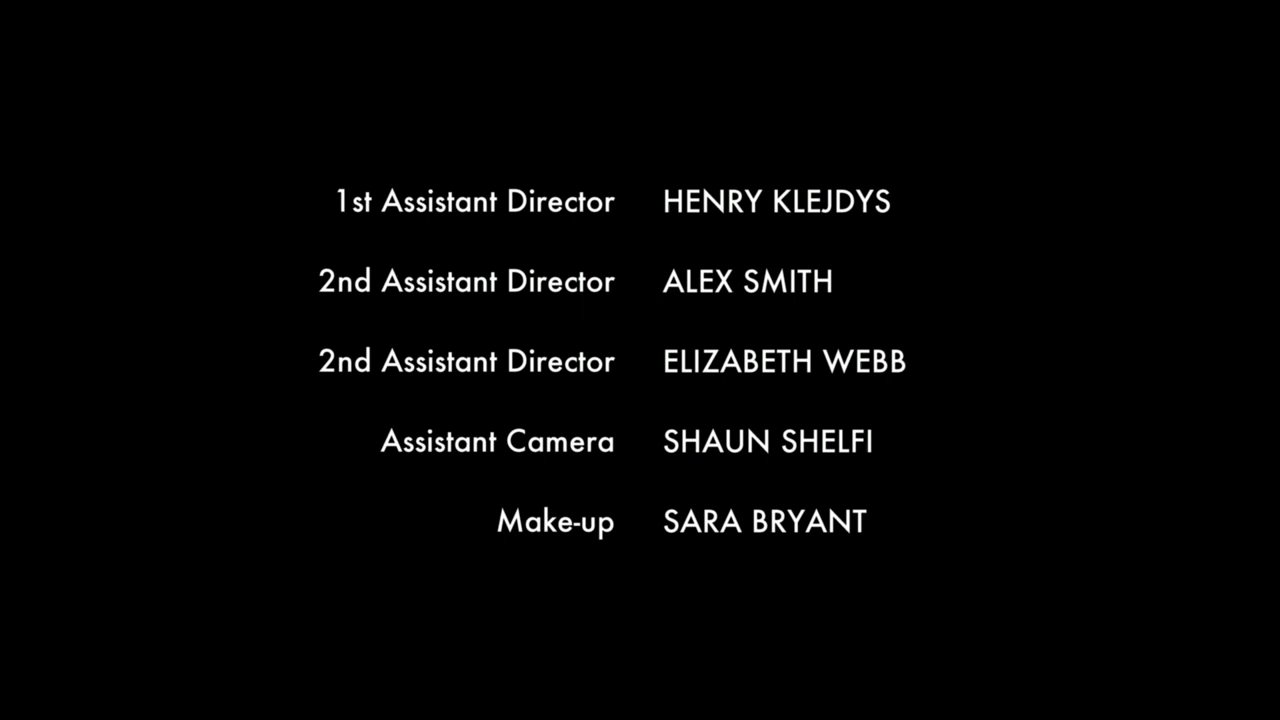 1st Assistant Director HENRY KLEJDYS
2nd Assistant Director ALEX SMITH
2nd Assistant Director ELIZABETH WEBB
Assistant Camera SHAUN SHELFI
Make-up SARA BRYANT